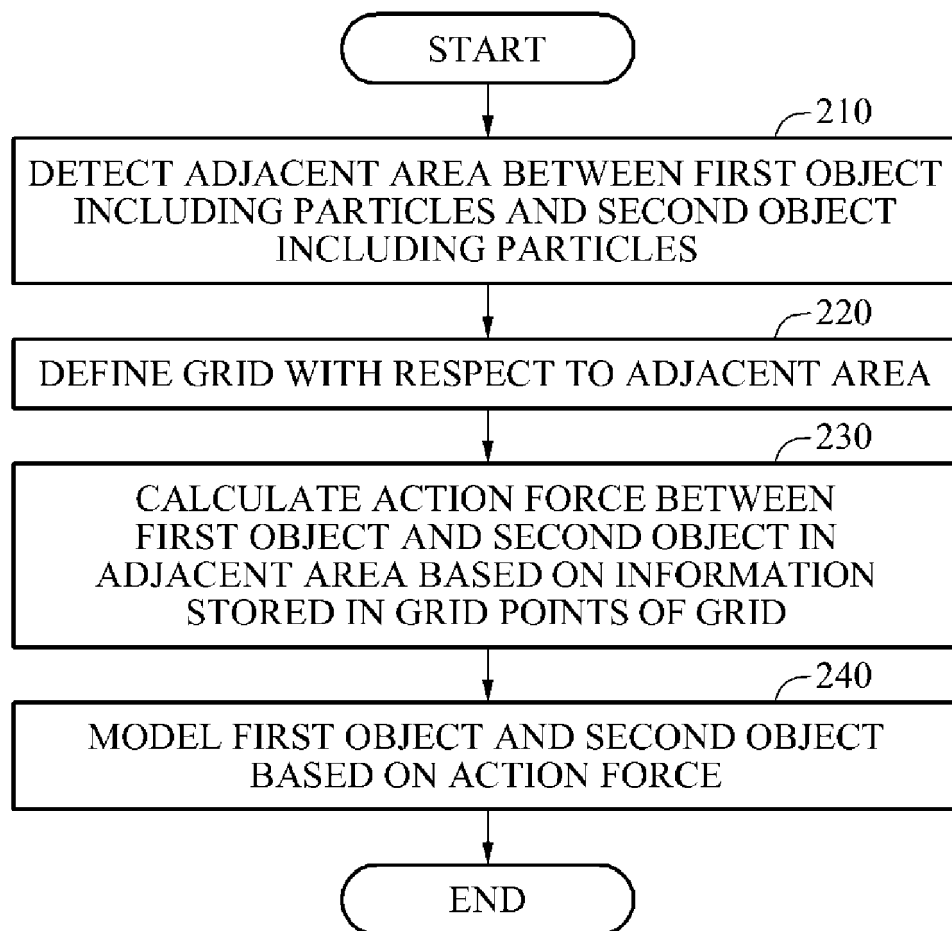 START
210
DETECT ADJACENT AREA BETWEEN FIRST OBJECT
INCLUDING PARTICLES AND SECOND OBJECT
INCLUDING PARTICLES
220
DEFINE GRID WITH RESPECT TO ADJACENT AREA
230
CALCULATE ACTION FORCE BETWEEN
FIRST OBJECT AND SECOND OBJECT IN
ADJACENT AREA BASED ON INFORMATION
STORED IN GRID POINTS OF GRID
240
MODEL FIRST OBJECT AND SECOND OBJECT
BASED ON ACTION FORCE
END